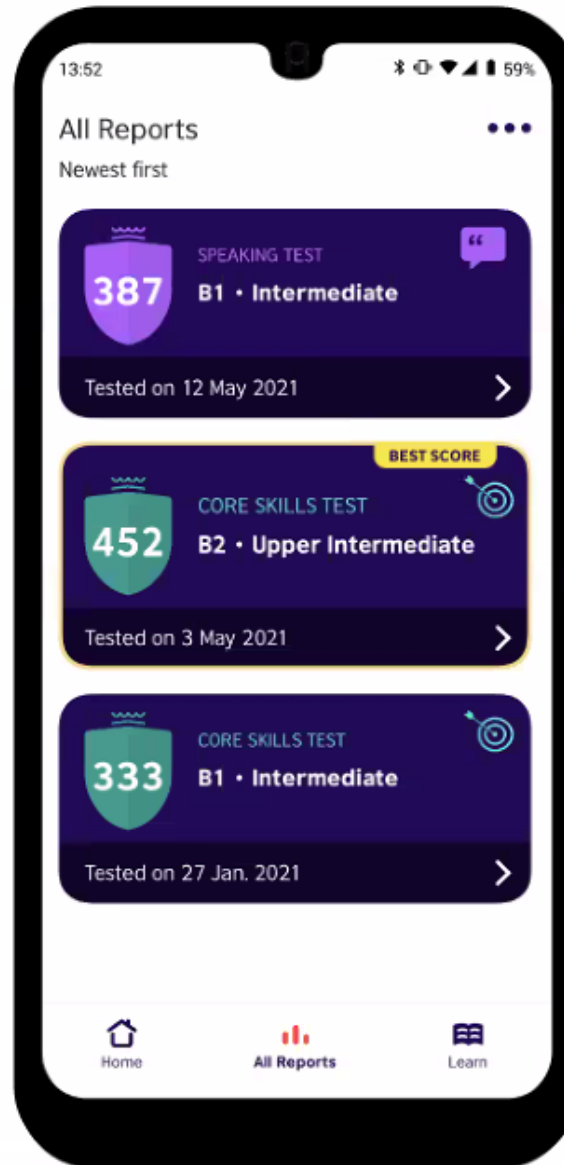 13:52 59%
All Reports
Newest first
SPEAKING TEST
387 B1 • Intermediate
Tested on 12 May 2021
BEST SCORE
CORE SKILLS TEST
452 B2 • Upper Intermediate
Tested on 3 May 2021
CORE SKILLS TEST
333 B1 • Intermediate
Tested on 27 Jan. 2021
Home All Reports Learn